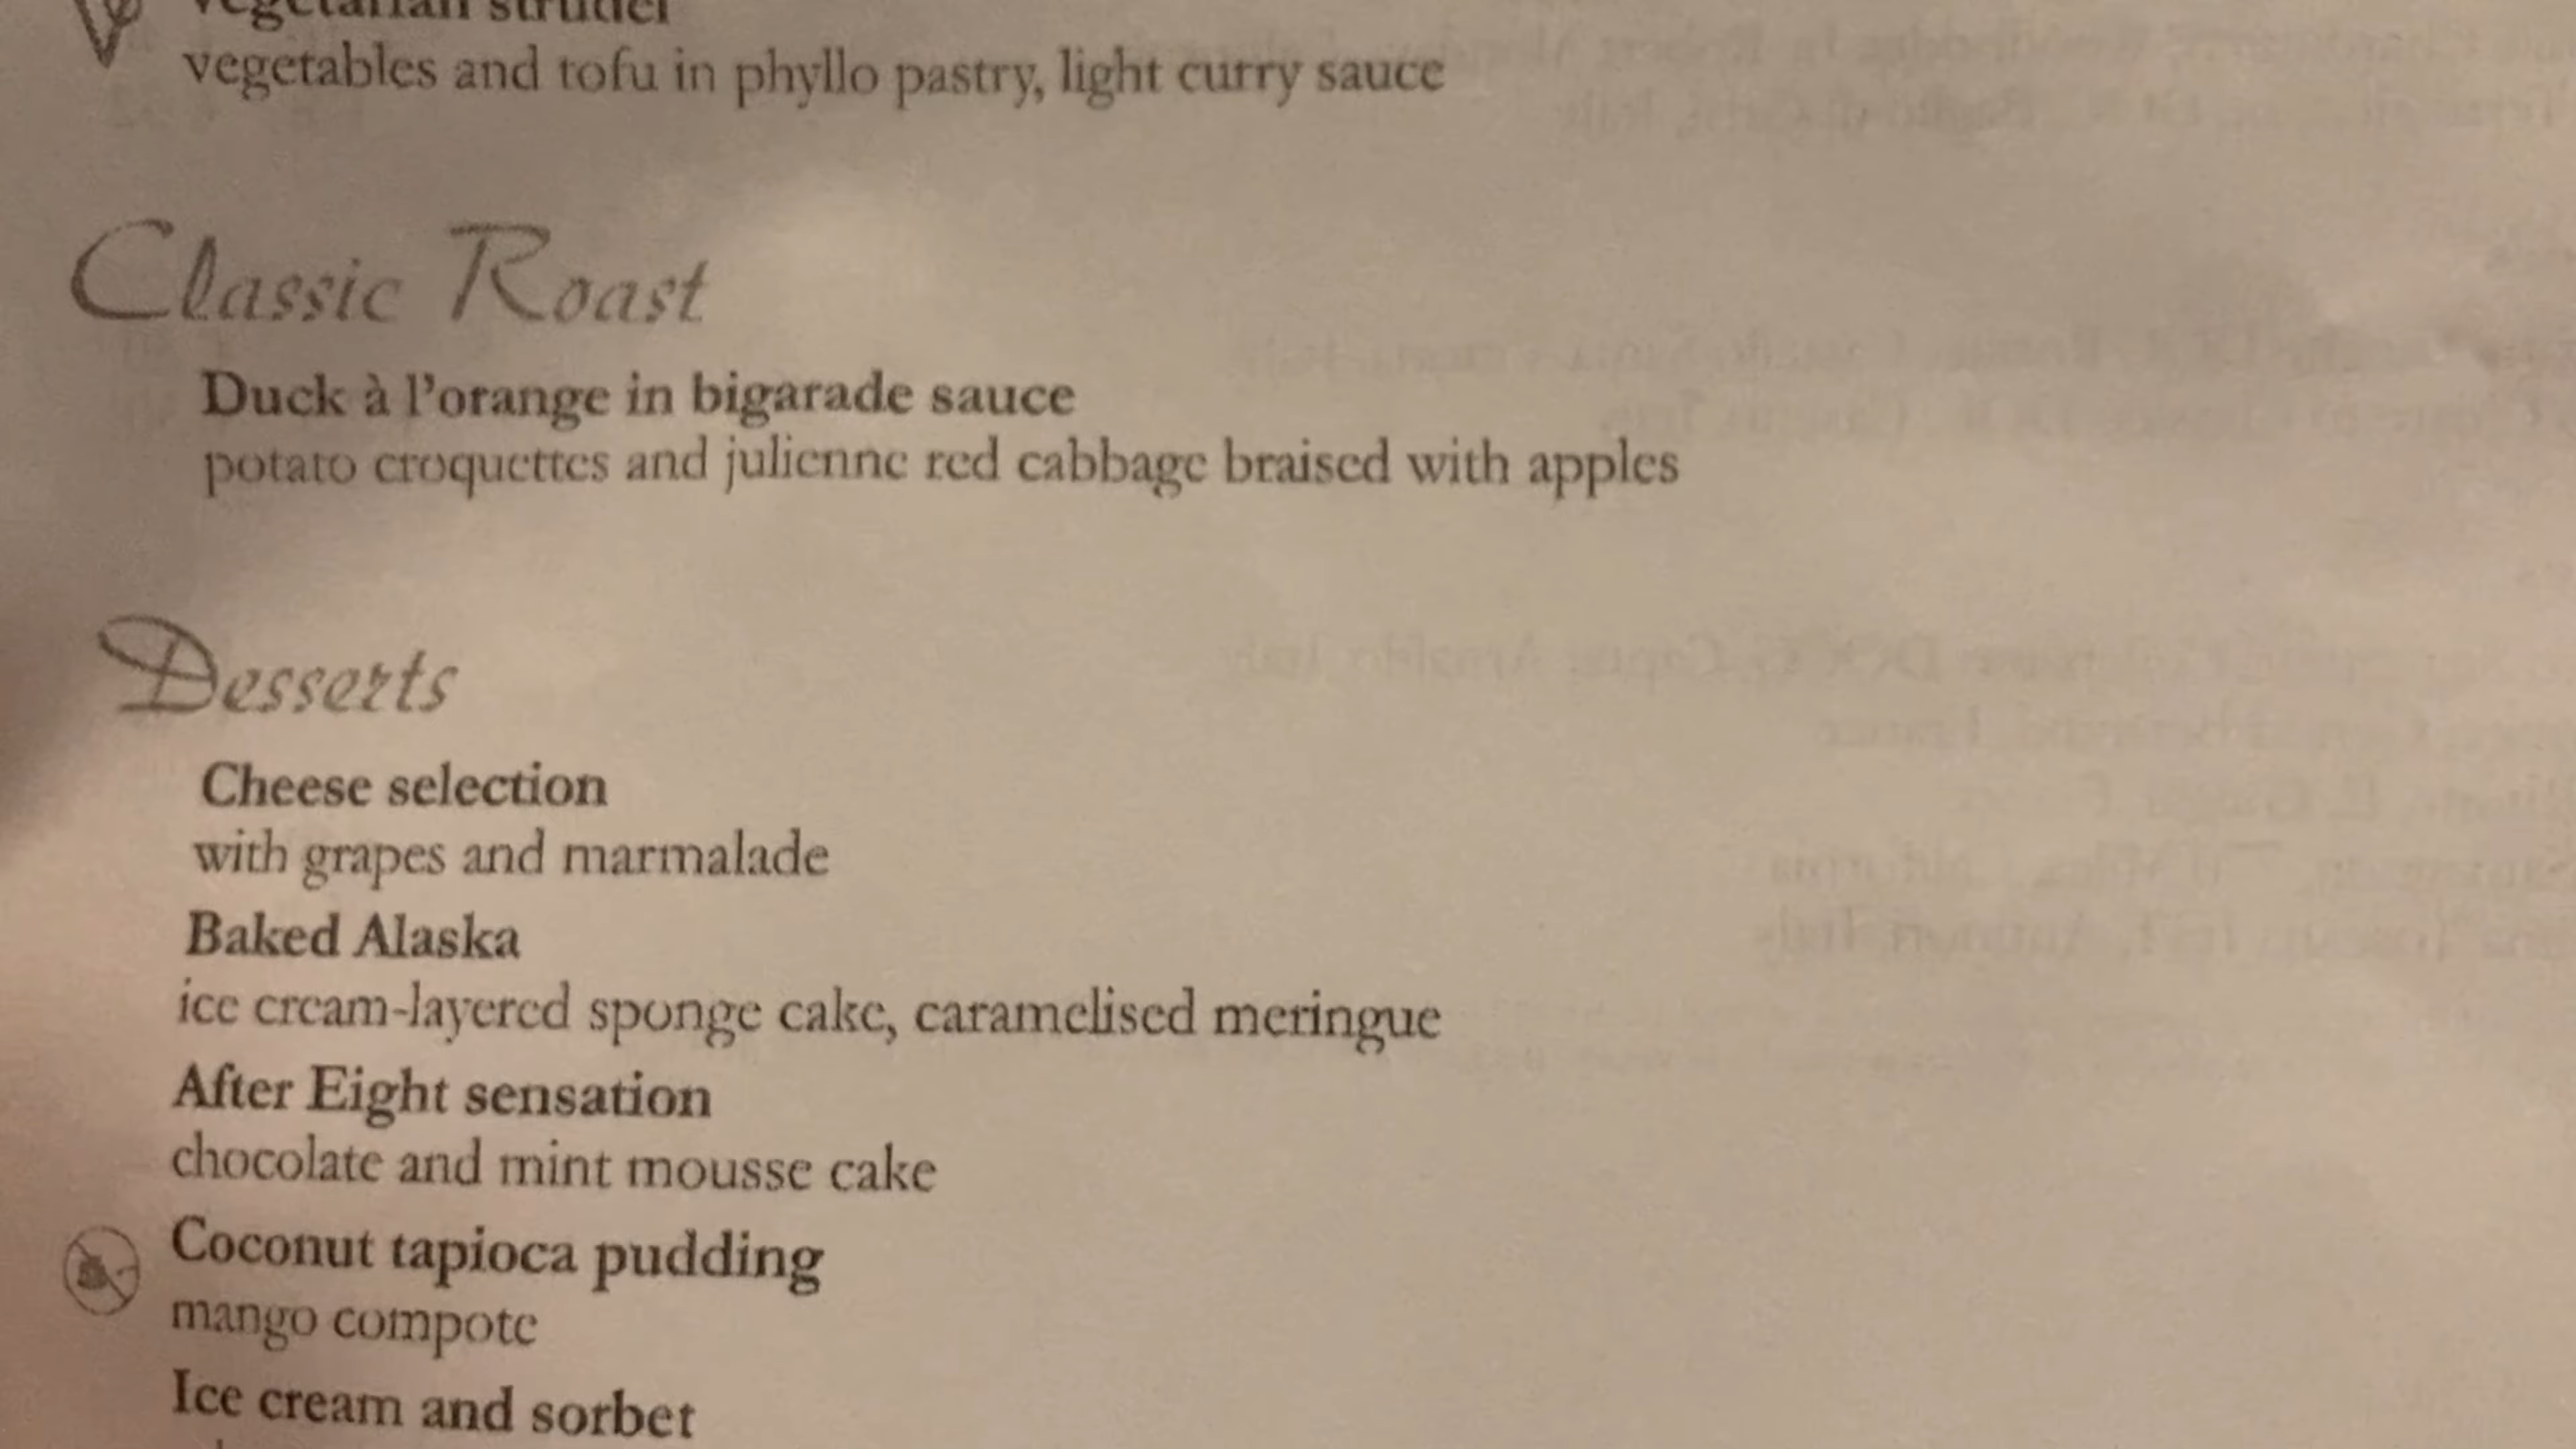 vegetarian strudel
vegetables and tofu in phyllo pastry, light curry sauce
Classic Roast
Duck à l'orange in bigarade sauce
potato croquettes and julienne red cabbage braised with apples
Desserts
Cheese selection
with grapes and marmalade
Baked Alaska
ice cream-layered sponge cake, caramelised meringue
After Eight sensation
chocolate and mint mousse cake
Coconut tapioca pudding
mango compote
Ice cream and sorbet